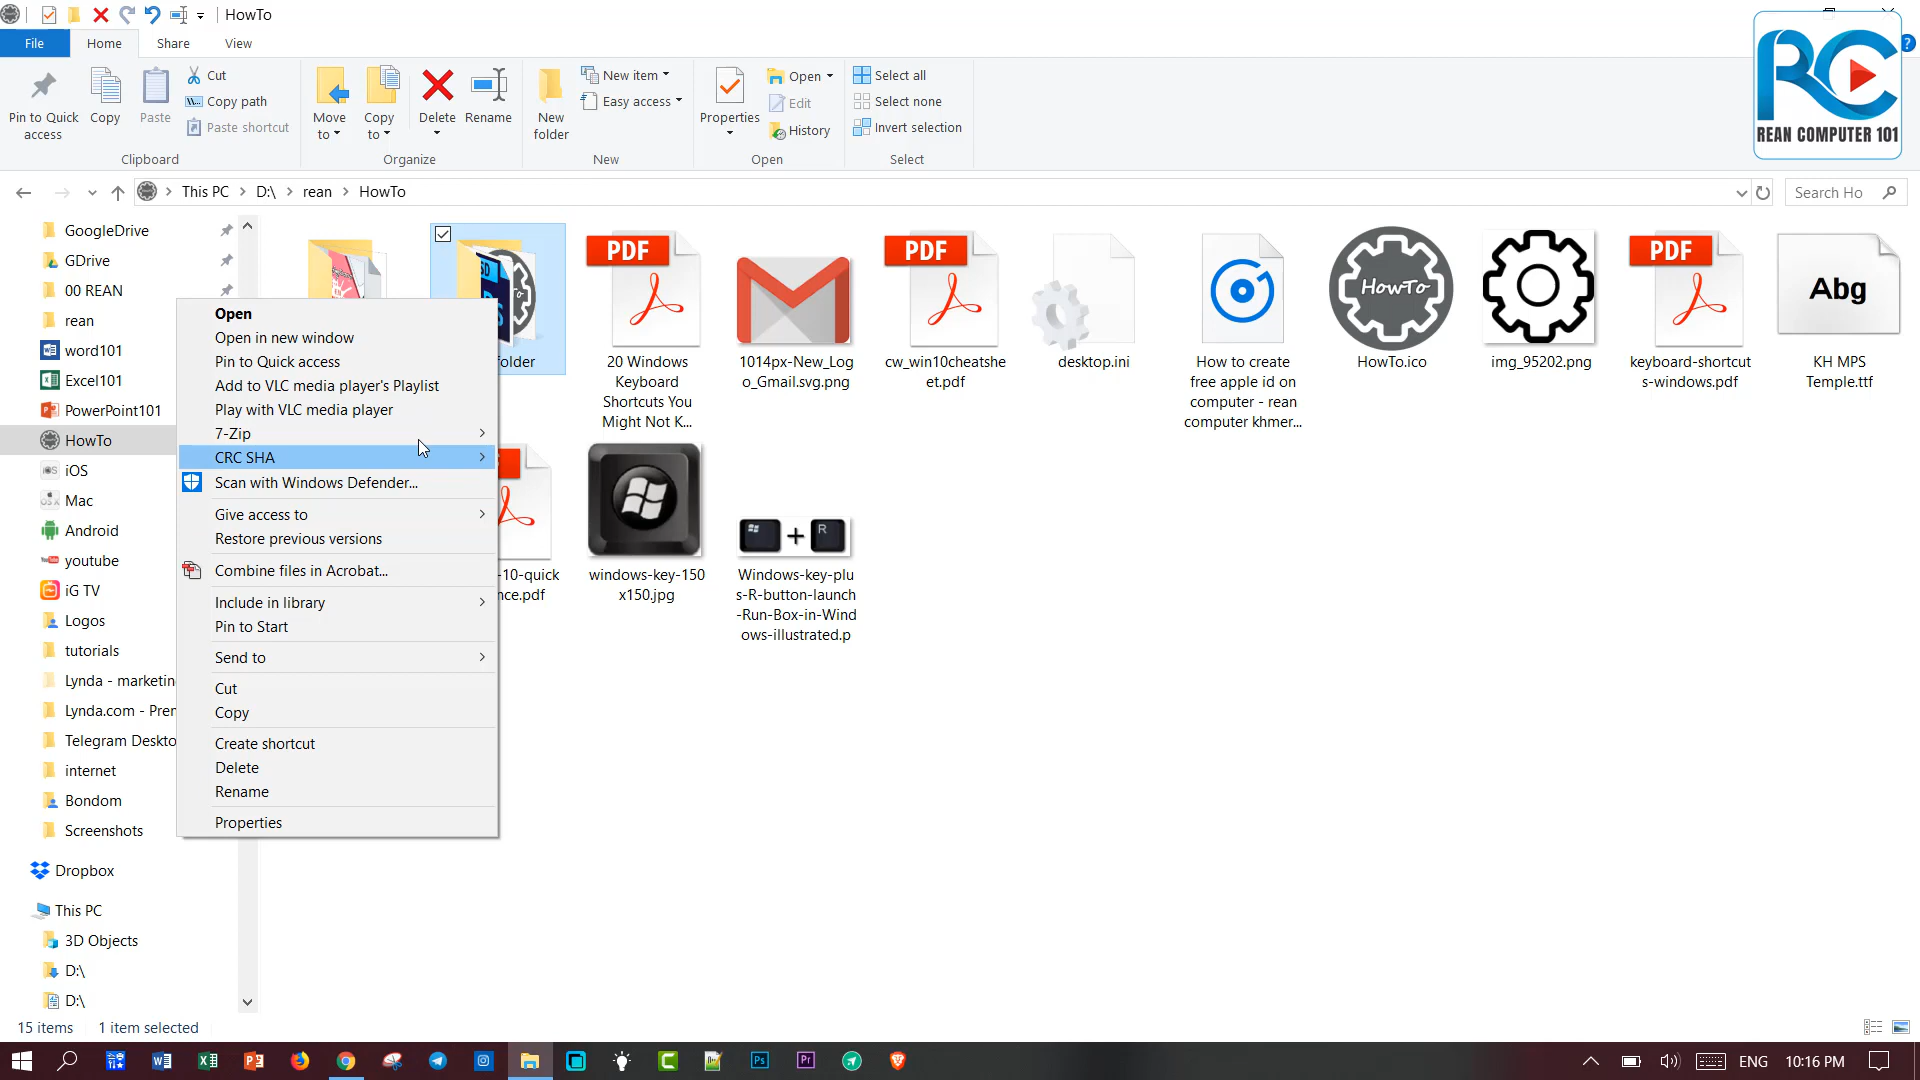 HowTo
File
Home
Share
View
Pin to Quick
access
Copy
Paste
Cut
Copy path
Paste shortcut
Clipboard
Move
to
Copy
to
Delete
Rename
Organize
New
folder
New item
Easy access
New
Properties
Open
Edit
History
Open
Select all
Select none
Invert selection
Select
RC
REAN COMPUTER 101
This PC
D:\
rean
HowTo
Search Ho
GoogleDrive
GDrive
00 REAN
rean
word101
Excel101
PowerPoint101
HowTo
iOS
Mac
Android
youtube
iG TV
Logos
tutorials
Lynda - marketin
Lynda.com - Prer
Telegram Deskto
internet
Bondom
Screenshots
Dropbox
This PC
3D Objects
D:\
D:\
Open
Open in new window
Pin to Quick access
Add to VLC media player's Playlist
Play with VLC media player
7-Zip
CRC SHA
Scan with Windows Defender...
Give access to
Restore previous versions
Combine files in Acrobat...
Include in library
Pin to Start
Send to
Cut
Copy
Create shortcut
Delete
Rename
Properties
older
PDF
20 Windows
Keyboard
Shortcuts You
Might Not K...
1014px-New_Log
o_Gmail.svg.png
PDF
cw_win10cheatshe
et.pdf
desktop.ini
How to create
free apple id on
computer - rean
computer khmer...
HowTo
HowTo.ico
img_95202.png
PDF
keyboard-shortcut
s-windows.pdf
Abg
KH MPS
Temple.ttf
-10-quick
nce.pdf
windows-key-150
x150.jpg
+
R
Windows-key-plu
s-R-button-launch
-Run-Box-in-Wind
ows-illustrated.p
15 items
1 item selected
ENG
10:16 PM